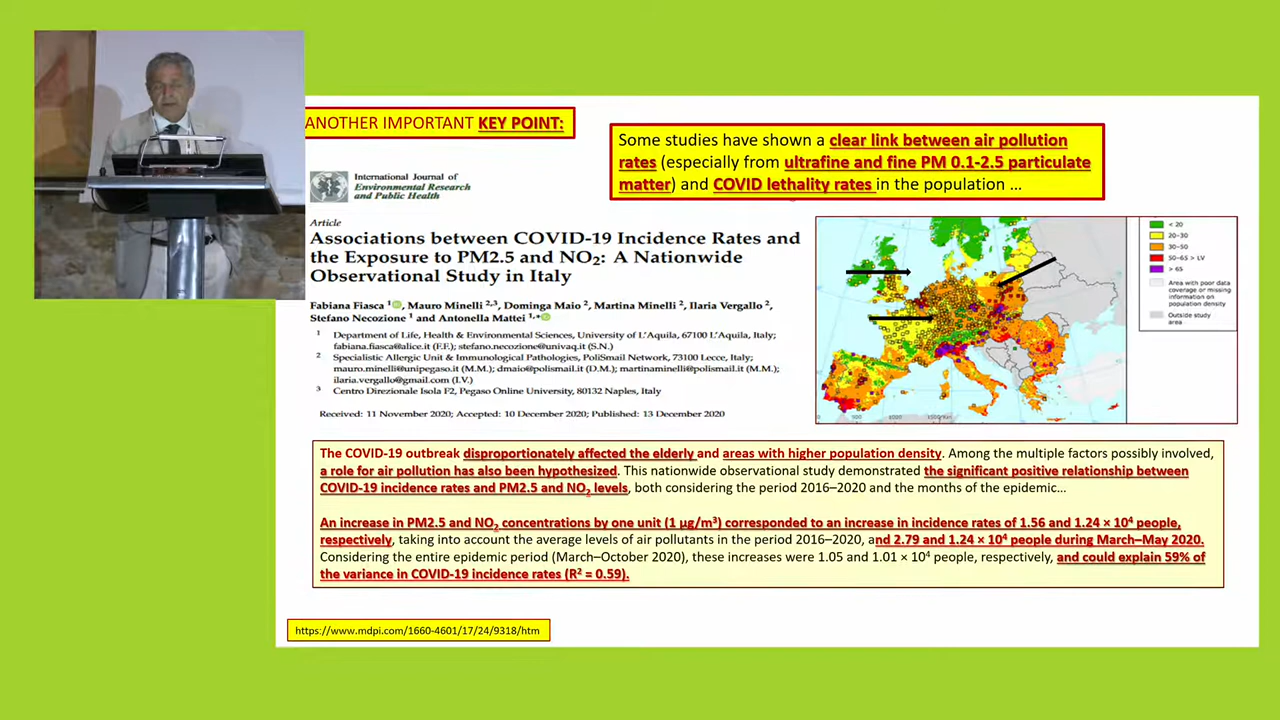 ANOTHER IMPORTANT KEY POINT:
Some studies have shown a clear link between air pollution
rates (especially from ultrafine and fine PM 0.1-2.5 particulate
matter) and COVID lethality rates in the population …
International Journal of
Environmental Research
and Public Health
Article
Associations between COVID-19 Incidence Rates and
the Exposure to PM2.5 and NO₂: A Nationwide
Observational Study in Italy
Fabiana Fiasca ¹, Mauro Minelli ²,³, Dominga Maio ², Martina Minelli ², Ilaria Vergallo ²,
Stefano Necozione ¹ and Antonella Mattei ¹,*
1 Department of Life, Health & Environmental Sciences, University of L'Aquila, 67100 L'Aquila, Italy;
fabiana.fiasca@alice.it (F.F.); stefano.necozione@univaq.it (S.N.)
2 Specialistic Allergic Unit & Immunological Pathologies, PoliSmail Network, 73100 Lecce, Italy;
mauro.minelli@unipegaso.it (M.M.); dmaio@polismail.it (D.M.); martinaminelli@polismail.it (M.M.);
ilaria.vergallo@gmail.com (I.V.)
3 Centro Direzionale Isola F2, Pegaso Online University, 80132 Naples, Italy
Received: 11 November 2020; Accepted: 10 December 2020; Published: 13 December 2020
< 20
20–30
30–50
50–65 > LV
> 65
Area with poor data
coverage or missing
information on
population density
Outside study
area
The COVID-19 outbreak disproportionately affected the elderly and areas with higher population density. Among the multiple factors possibly involved,
a role for air pollution has also been hypothesized. This nationwide observational study demonstrated the significant positive relationship between
COVID-19 incidence rates and PM2.5 and NO₂ levels, both considering the period 2016–2020 and the months of the epidemic…
An increase in PM2.5 and NO₂ concentrations by one unit (1 µg/m³) corresponded to an increase in incidence rates of 1.56 and 1.24 × 10⁴ people,
respectively, taking into account the average levels of air pollutants in the period 2016–2020, and 2.79 and 1.24 × 10⁴ people during March–May 2020.
Considering the entire epidemic period (March–October 2020), these increases were 1.05 and 1.01 × 10⁴ people, respectively, and could explain 59% of
the variance in COVID-19 incidence rates (R² = 0.59).
https://www.mdpi.com/1660-4601/17/24/9318/htm